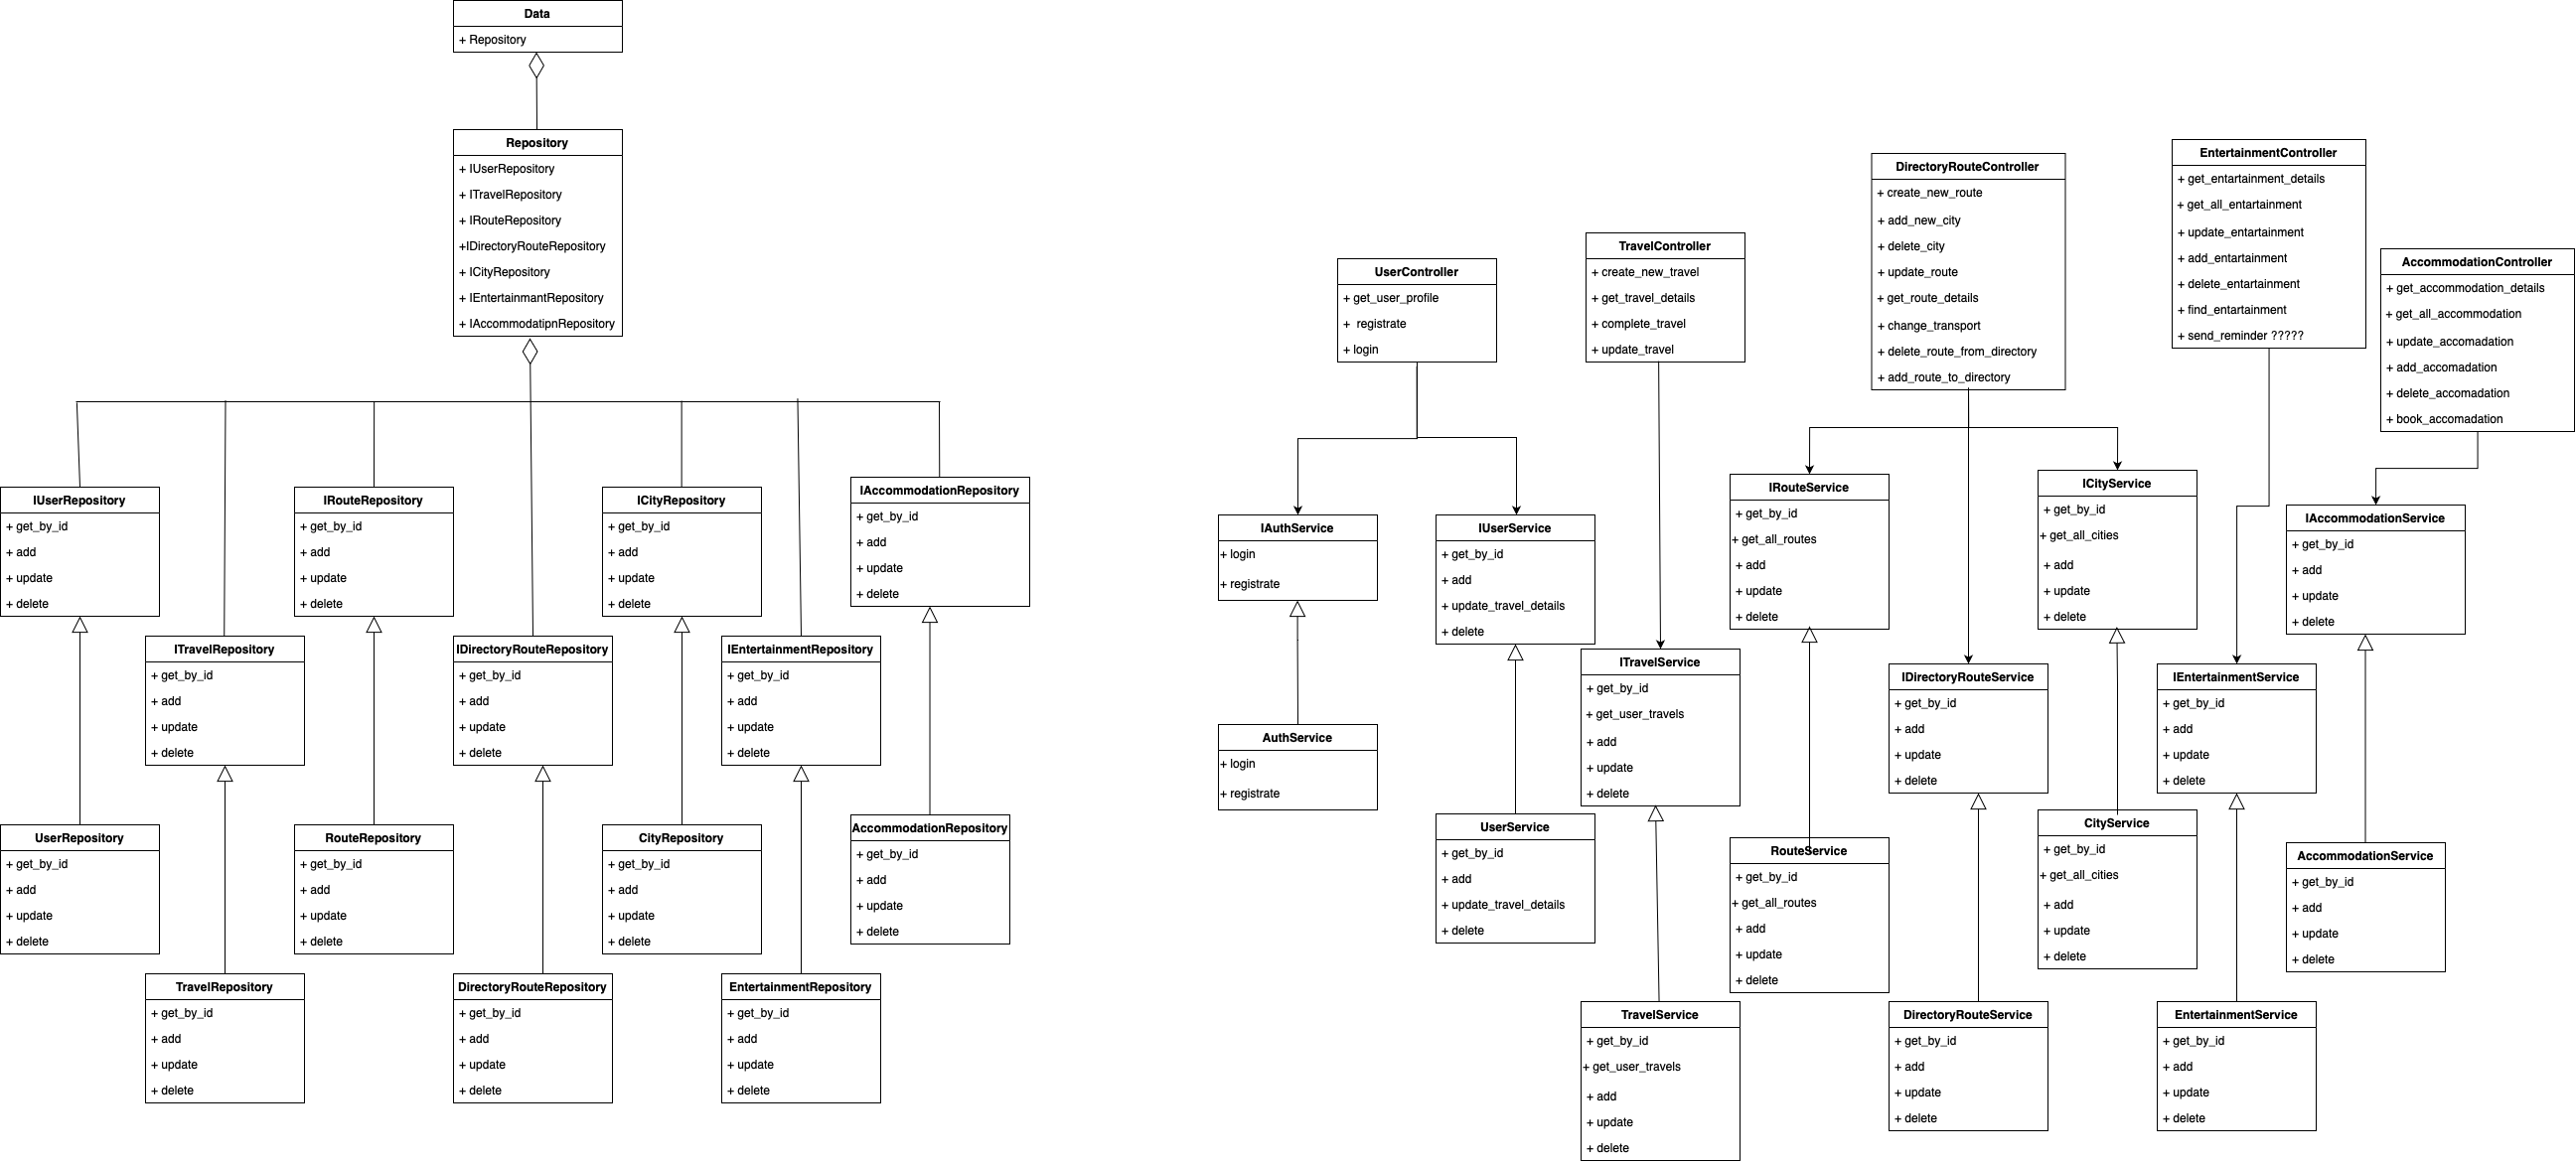 Data
+ Repository
Repository
+ IUserRepository
+ ITravelRepository
+ IRouteRepository
+IDirectoryRouteRepository
+ ICityRepository
+ IEntertainmantRepository
+ IAccommodatipnRepository
IUserRepository
+ get_by_id
+ add
+ update
+ delete
IRouteRepository
+ get_by_id
+ add
+ update
+ delete
ICityRepository
+ get_by_id
+ add
+ update
+ delete
IAccommodationRepository
+ get_by_id
+ add
+ update
+ delete
ITravelRepository
+ get_by_id
+ add
+ update
+ delete
IDirectoryRouteRepository
+ get_by_id
+ add
+ update
+ delete
IEntertainmentRepository
+ get_by_id
+ add
+ update
+ delete
UserRepository
+ get_by_id
+ add
+ update
+ delete
RouteRepository
+ get_by_id
+ add
+ update
+ delete
CityRepository
+ get_by_id
+ add
+ update
+ delete
AccommodationRepository
+ get_by_id
+ add
+ update
+ delete
TravelRepository
+ get_by_id
+ add
+ update
+ delete
DirectoryRouteRepository
+ get_by_id
+ add
+ update
+ delete
EntertainmentRepository
+ get_by_id
+ add
+ update
+ delete
UserController
+ get_user_profile
+ registrate
+ login
TravelController
+ create_new_travel
+ get_travel_details
+ complete_travel
+ update_travel
DirectoryRouteController
+ create_new_route
+ add_new_city
+ delete_city
+ update_route
+ get_route_details
+ change_transport
+ delete_route_from_directory
+ add_route_to_directory
EntertainmentController
+ get_entartainment_details
+ get_all_entartainment
+ update_entartainment
+ add_entartainment
+ delete_entartainment
+ find_entartainment
+ send_reminder ?????
AccommodationController
+ get_accommodation_details
+ get_all_accommodation
+ update_accomadation
+ add_accomadation
+ delete_accomadation
+ book_accomadation
IAuthService
+ login
+ registrate
IUserService
+ get_by_id
+ add
+ update_travel_details
+ delete
ITravelService
+ get_by_id
+ get_user_travels
+ add
+ update
+ delete
IRouteService
+ get_by_id
+ get_all_routes
+ add
+ update
+ delete
IDirectoryRouteService
+ get_by_id
+ add
+ update
+ delete
ICityService
+ get_by_id
+ get_all_cities
+ add
+ update
+ delete
IEntertainmentService
+ get_by_id
+ add
+ update
+ delete
IAccommodationService
+ get_by_id
+ add
+ update
+ delete
AuthService
+ login
+ registrate
UserService
+ get_by_id
+ add
+ update_travel_details
+ delete
TravelService
+ get_by_id
+ get_user_travels
+ add
+ update
+ delete
RouteService
+ get_by_id
+ get_all_routes
+ add
+ update
+ delete
DirectoryRouteService
+ get_by_id
+ add
+ update
+ delete
CityService
+ get_by_id
+ get_all_cities
+ add
+ update
+ delete
EntertainmentService
+ get_by_id
+ add
+ update
+ delete
AccommodationService
+ get_by_id
+ add
+ update
+ delete